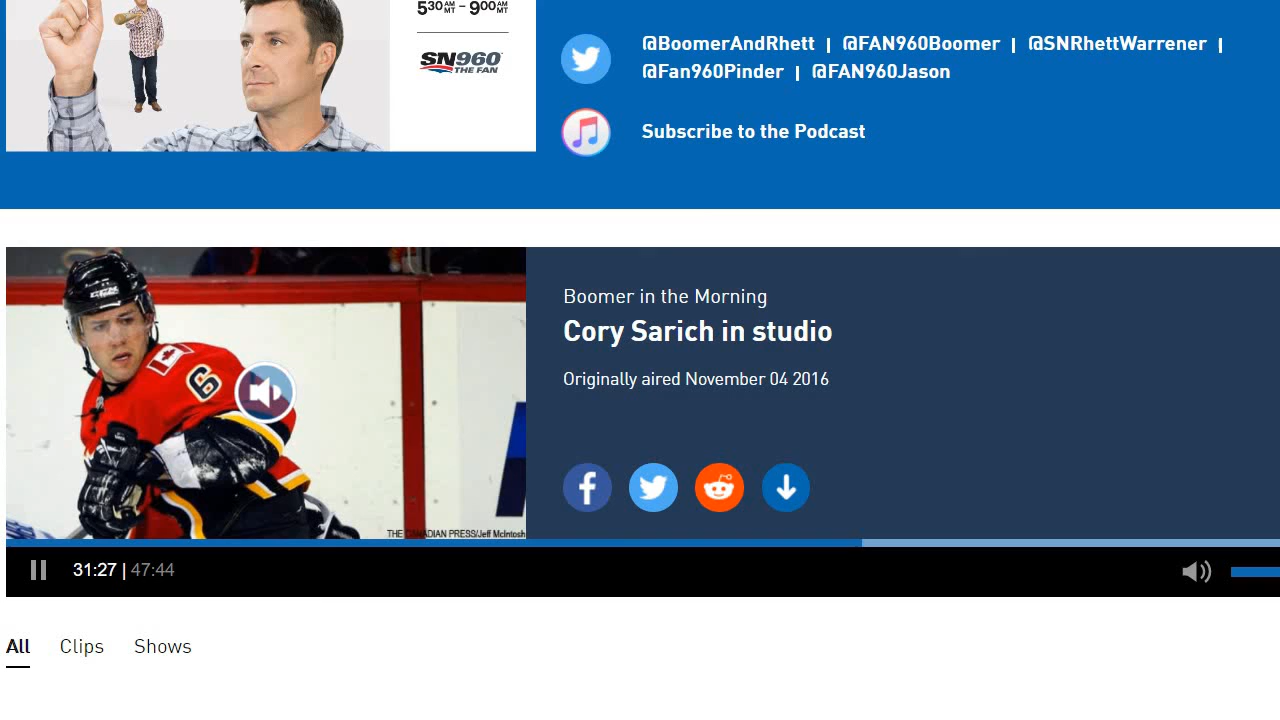 5:30 AM MT – 9:00 AM MT
SN960
THE FAN
@BoomerAndRhett | @FAN960Boomer | @SNRhettWarrener |
@Fan960Pinder | @FAN960Jason
Subscribe to the Podcast
6
Boomer in the Morning
Cory Sarich in studio
Originally aired November 04 2016
THE CANADIAN PRESS/Jeff McIntosh
31:27 | 47:44
All Clips Shows